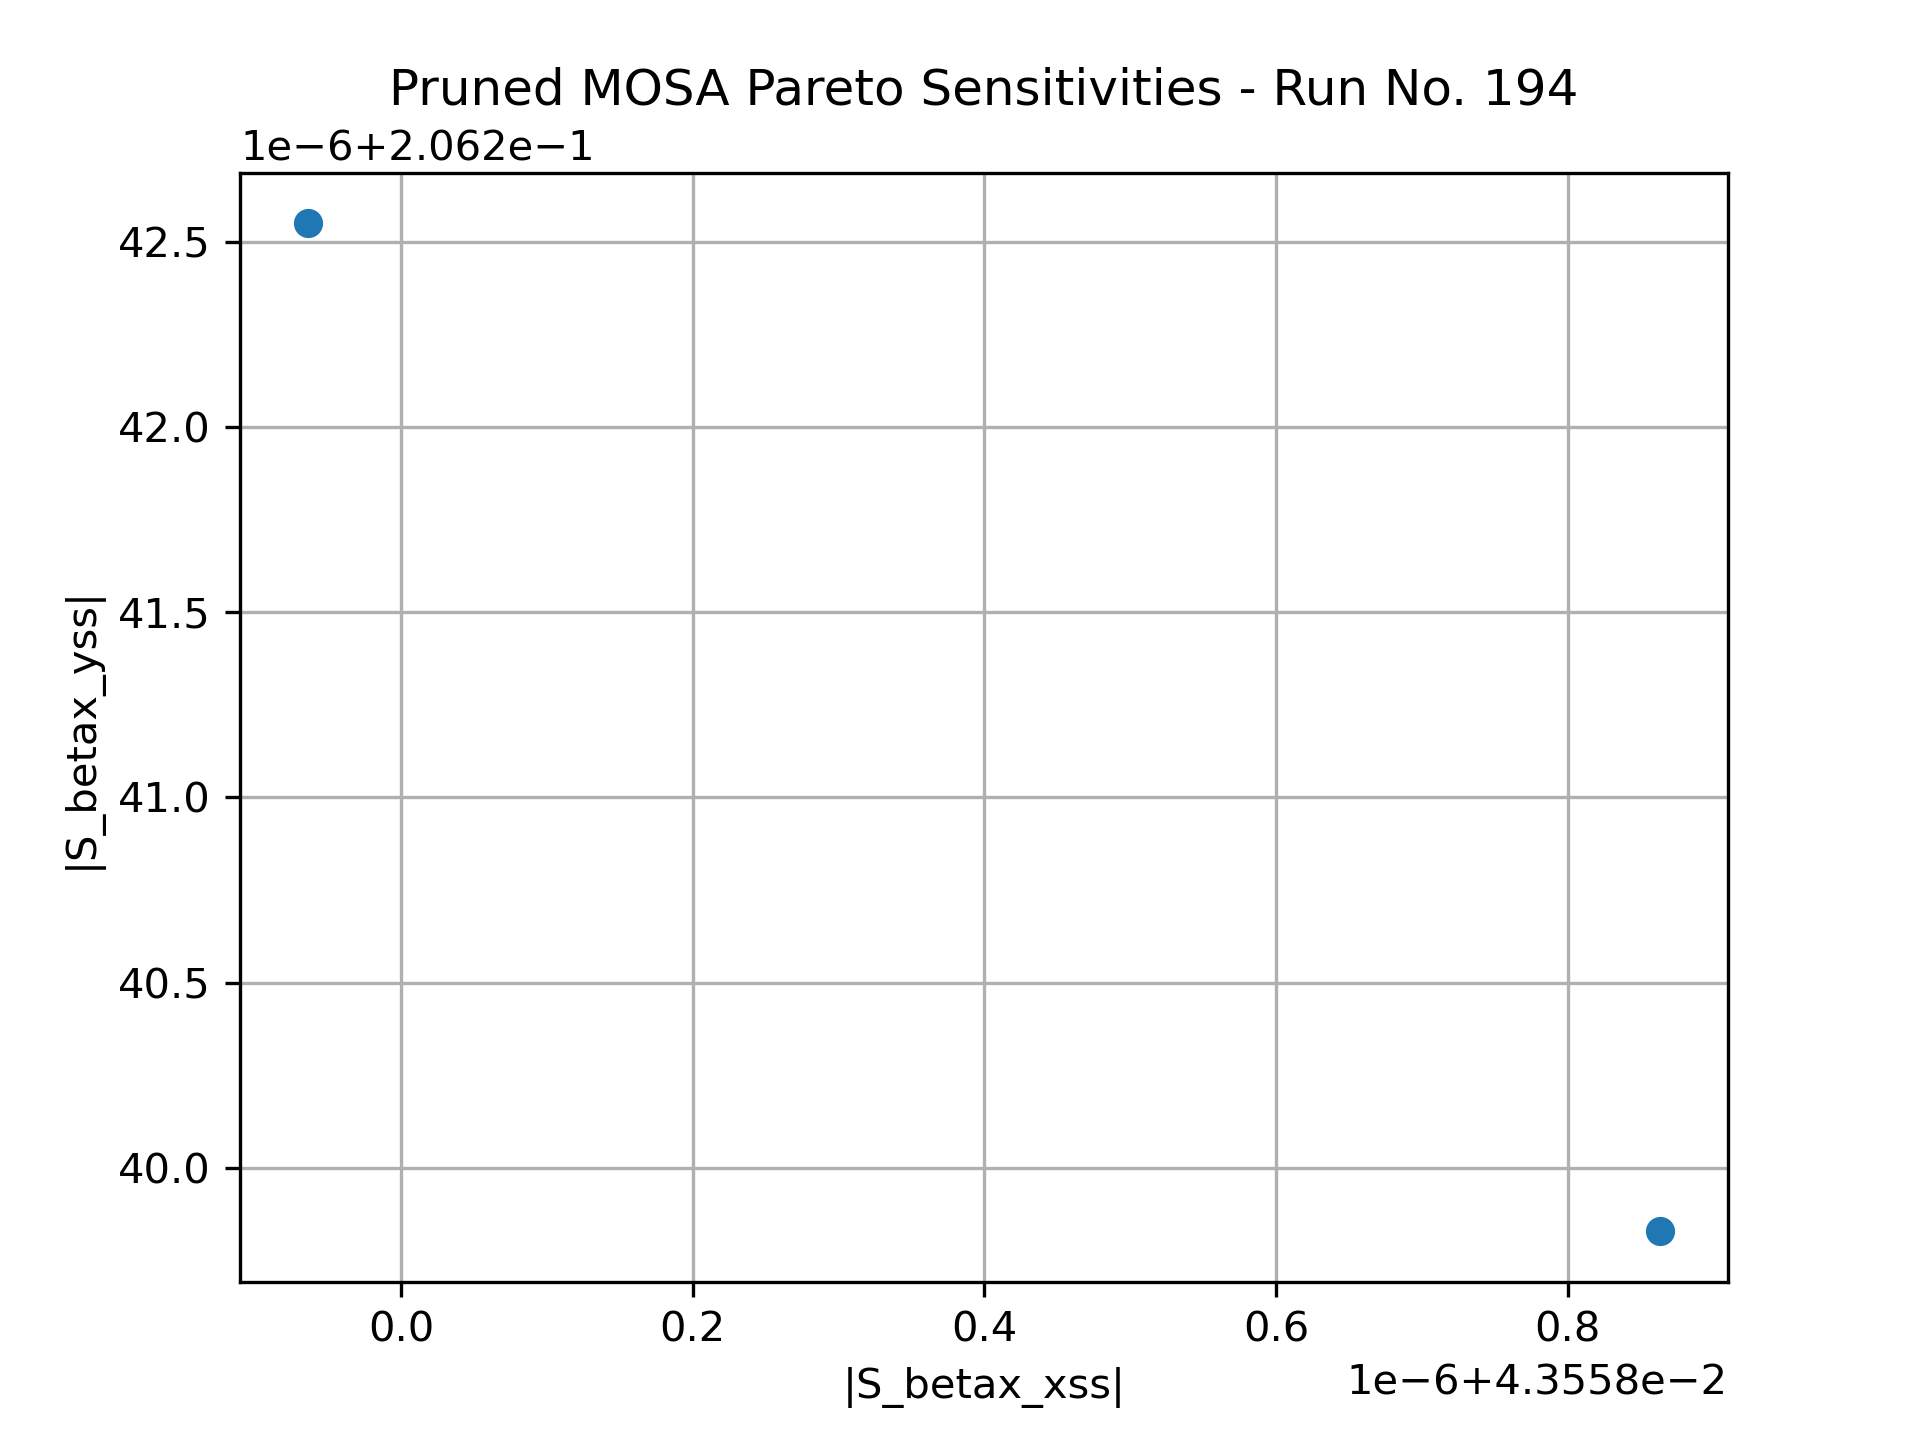 Pruned MOSA Pareto Sensitivities - Run No. 194
1e−6+2.062e−1
42.5
42.0
41.5
41.0
40.5
40.0
|S_betax_yss|
0.0 0.2 0.4 0.6 0.8
|S_betax_xss|
1e−6+4.3558e−2